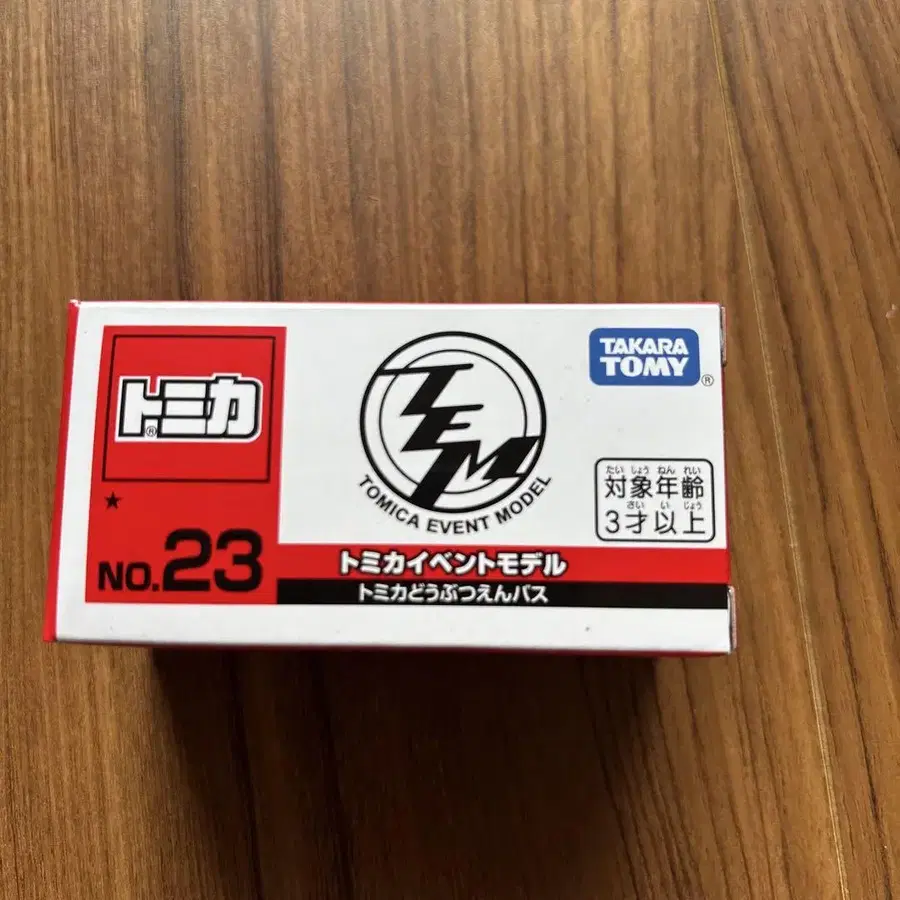 トミカ®
★
NO.23
TEM
TOMICA EVENT MODEL
TAKARA
TOMY®
たいしょうねんれい
対象年齢
さいいじょう
3才以上
トミカイベントモデル
トミカどうぶつえんバス